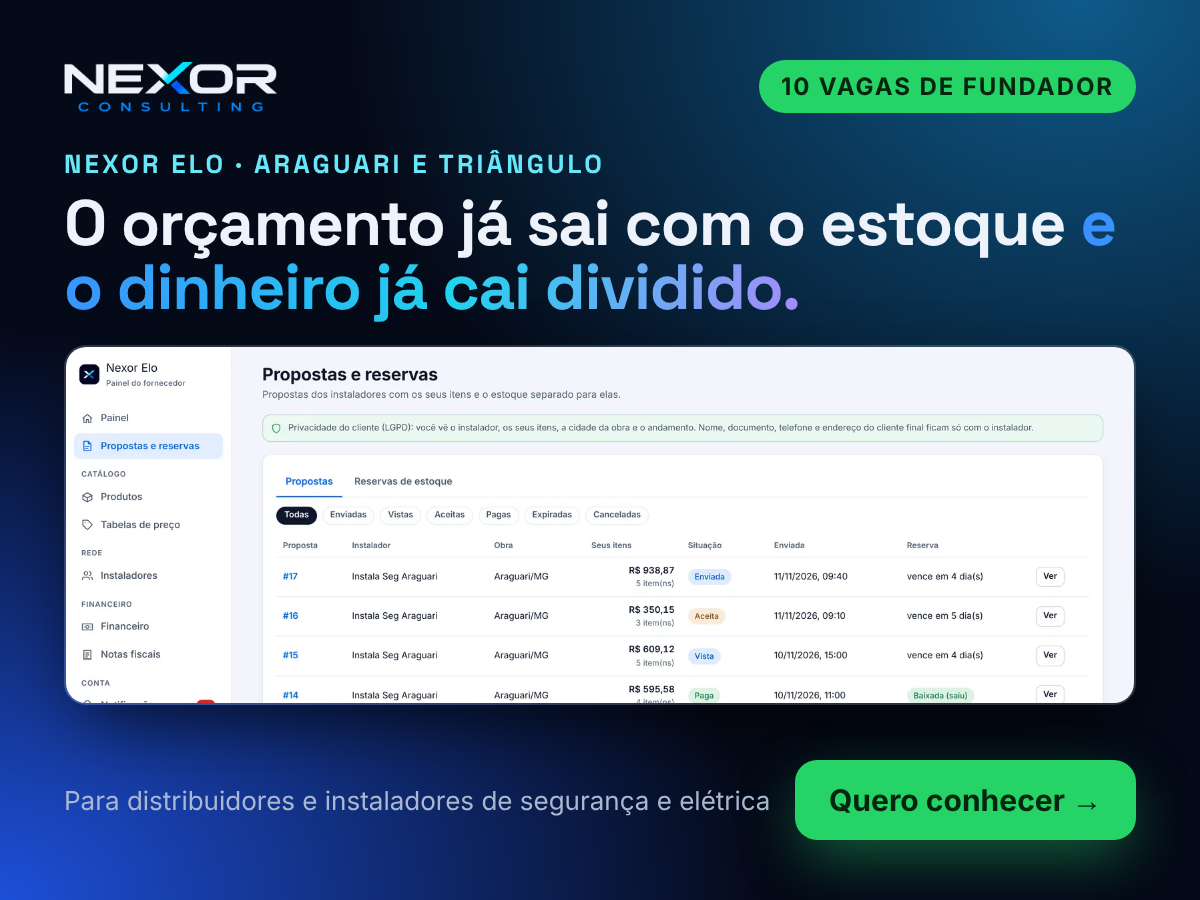 NEXOR
CONSULTING
10 VAGAS DE FUNDADOR
NEXOR ELO · ARAGUARI E TRIÂNGULO
O orçamento já sai com o estoque e
o dinheiro já cai dividido.
Nexor Elo
Painel do fornecedor
Painel
Propostas e reservas
CATÁLOGO
Produtos
Tabelas de preço
REDE
Instaladores
FINANCEIRO
Financeiro
Notas fiscais
CONTA
Propostas e reservas
Propostas dos instaladores com os seus itens e o estoque separado para elas.
Privacidade do cliente (LGPD): você vê o instalador, os seus itens, a cidade da obra e o andamento. Nome, documento, telefone e endereço do cliente final ficam só com o instalador.
Propostas Reservas de estoque
Todas Enviadas Vistas Aceitas Pagas Expiradas Canceladas
Proposta Instalador Obra Seus itens Situação Enviada Reserva
#17 Instala Seg Araguari Araguari/MG R$ 938,87 Enviada 11/11/2026, 09:40 vence em 4 dia(s) Ver
5 item(ns)
#16 Instala Seg Araguari Araguari/MG R$ 350,15 Aceita 11/11/2026, 09:10 vence em 5 dia(s) Ver
3 item(ns)
#15 Instala Seg Araguari Araguari/MG R$ 609,12 Vista 10/11/2026, 15:00 vence em 4 dia(s) Ver
5 item(ns)
#14 Instala Seg Araguari Araguari/MG R$ 595,58 Paga 10/11/2026, 11:00 Baixada (saiu) Ver
Para distribuidores e instaladores de segurança e elétrica
Quero conhecer →